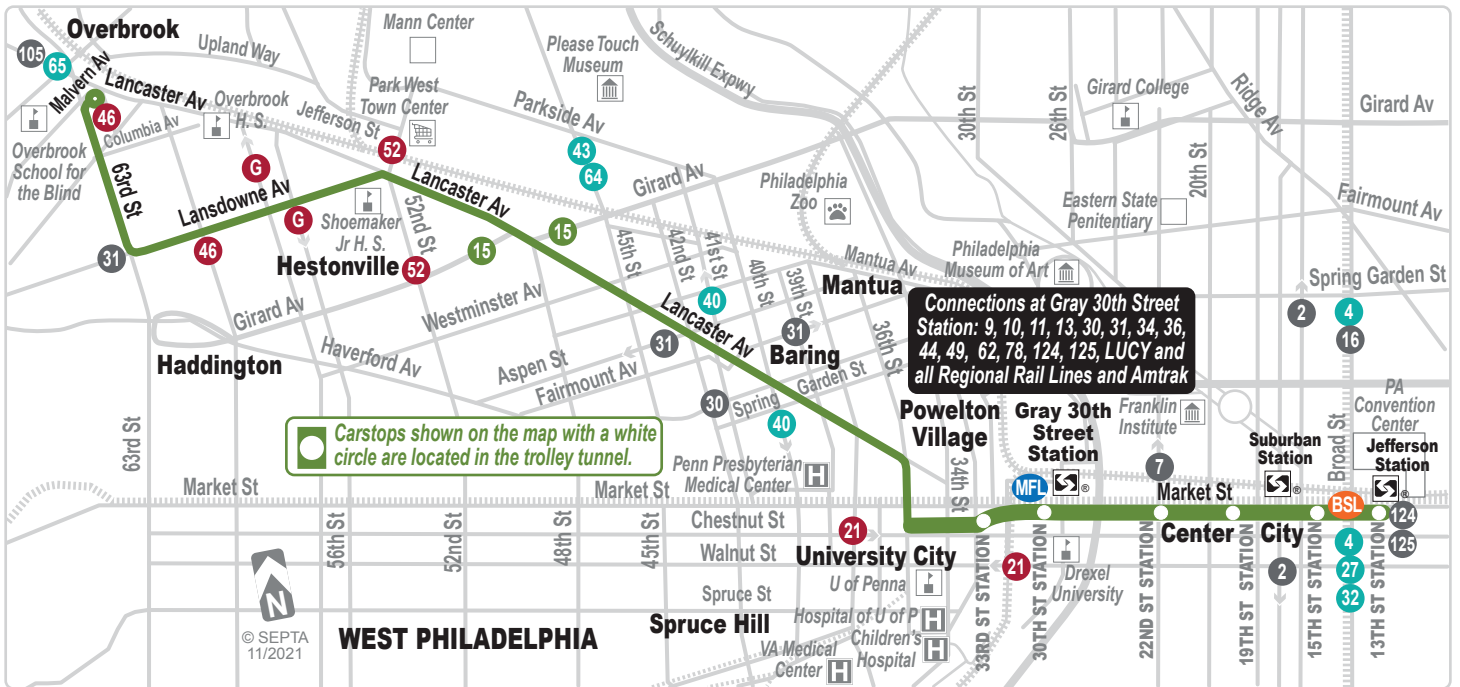 Overbrook
105
65
Malvern Av
Upland Way
Mann Center
Please Touch
Museum
Schuylkill Expwy
30th St
26th St
Girard College
Ridge Av
Girard Av
Lancaster Av
46
Columbia Av
Overbrook
H. S.
Jefferson St
Park West
Town Center
Parkside Av
43
64
20th St
Overbrook
School for
the Blind
63rd St
G
52
Lansdowne Av
G
Shoemaker
Jr H. S.
52nd St
Lancaster Av
Girard Av
Philadelphia
Zoo
Eastern State
Penitentiary
Fairmount Av
31
46
Hestonville
52
15
15
45th St
42nd St
41st St
40th St
39th St
Mantua Av
Philadelphia
Museum of Art
Spring Garden St
Girard Av
Westminster Av
40
Mantua
2
4
16
Haddington
Haverford Av
Aspen St
31
Fairmount Av
Lancaster Av
31
Baring
36th St
Connections at Gray 30th Street
Station: 9, 10, 11, 13, 30, 31, 34, 36,
44, 49, 62, 78, 124, 125, LUCY and
all Regional Rail Lines and Amtrak
30
Spring
Garden St
40
Powelton
Village
Gray 30th
Street
Station
Franklin
Institute
PA
Convention
Center
63rd St
Carstops shown on the map with a white
circle are located in the trolley tunnel.
Penn Presbyterian
Medical Center
H
34th St
7
Suburban
Station
Broad St
Jefferson
Station
Market St
Market St
MFL
®
Market St
®
BSL
®
Chestnut St
124
56th St
52nd St
48th St
45th St
Walnut St
21
University City
21
Center
City
4
125
U of Penna
Drexel
University
2
27
Spruce St
32
N
© SEPTA
11/2021
WEST PHILADELPHIA
Spruce Hill
Hospital of U of P
H
Children's
Hospital
H
VA Medical
Center
H
33RD ST STATION
30TH ST STATION
22ND ST STATION
19TH ST STATION
15TH ST STATION
13TH ST STATION